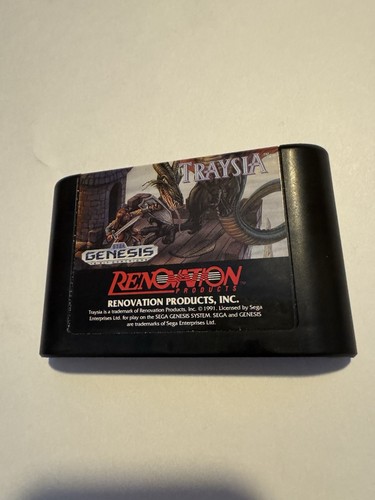 TRAYSIA
SEGA
GENESIS
RENOVATION
PRODUCTS
RENOVATION PRODUCTS, INC.
Traysia is a trademark of Renovation Products, Inc. © 1991. Licensed by Sega
Enterprises Ltd. for play on the SEGA GENESIS SYSTEM. SEGA and GENESIS
are trademarks of Sega Enterprises Ltd.